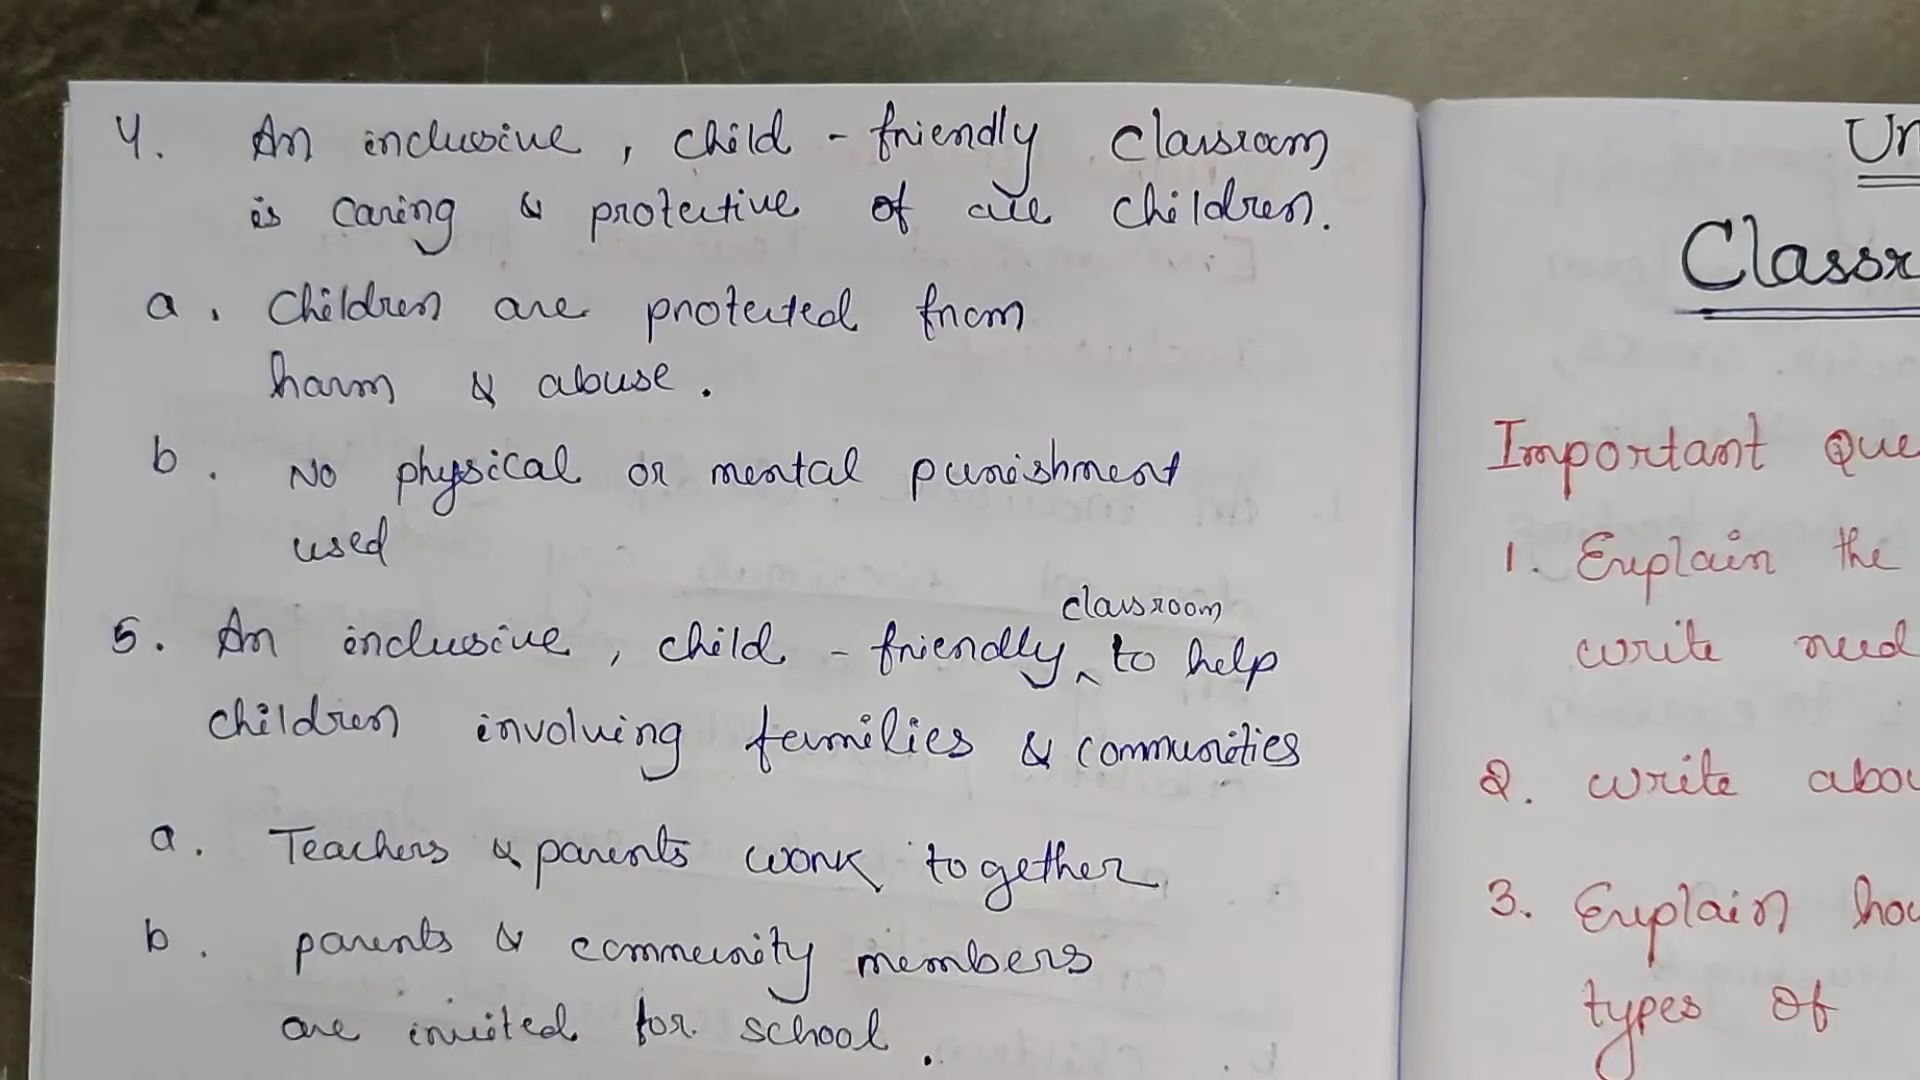 4. An inclusive, child - friendly classroom
is caring & protective of all children.
a. Children are protected from
harm & abuse.
b. No physical or mental punishment
used
5. An inclusive, child - friendly classroom to help
children involving families & communities
a. Teachers & parents work together
b. parents & community members
are invited for school.
Un
Classr
Important Que
1. Explain the
write need
2. write abou
3. Explain how
types of